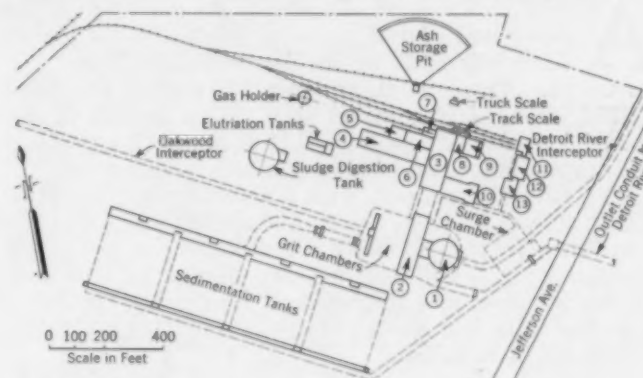 Ash
Storage
Pit
Gas Holder
7
Truck Scale
Track Scale
5
Elutriation Tanks
4
Oakwood
Interceptor
Detroit River
Interceptor
3
8
9
6
11
12
Sludge Digestion
Tank
10
13
Surge
Chamber
Grit Chambers
Sedimentation Tanks
2
1
Outlet Conduit
Detroit
Jefferson Ave.
0 100 200 400
Scale in Feet